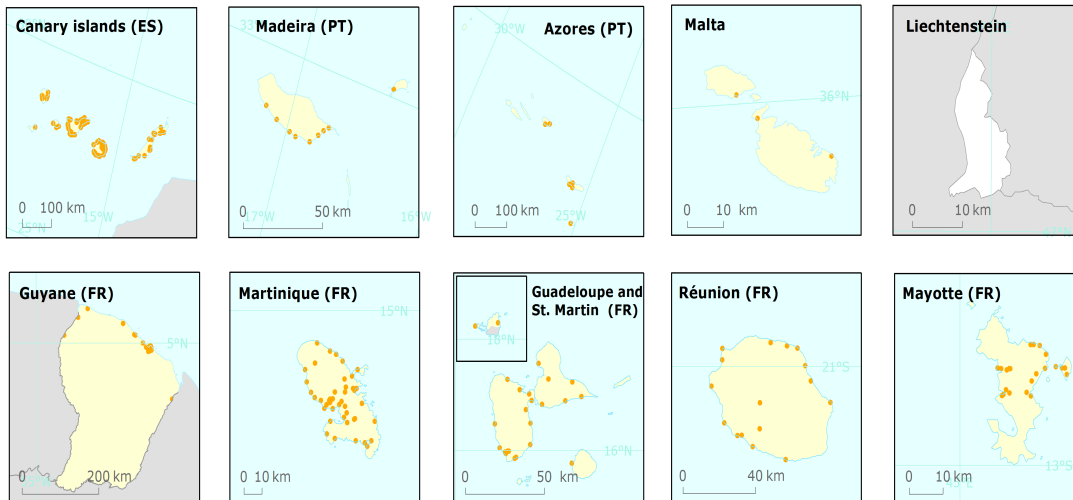 Canary islands (ES)
0 100 km
15°W
25°N
Madeira (PT)
33°
0 50 km
17°W
16°W
Azores (PT)
30°W
0 100 km
25°W
Malta
36°N
0 10 km
Liechtenstein
0 10 km
Guyane (FR)
5°N
0 200 km
Martinique (FR)
15°N
0 10 km
Guadeloupe and
St. Martin (FR)
16°N
16°N
0 50 km
Réunion (FR)
21°S
0 40 km
Mayotte (FR)
13°S
0 10 km